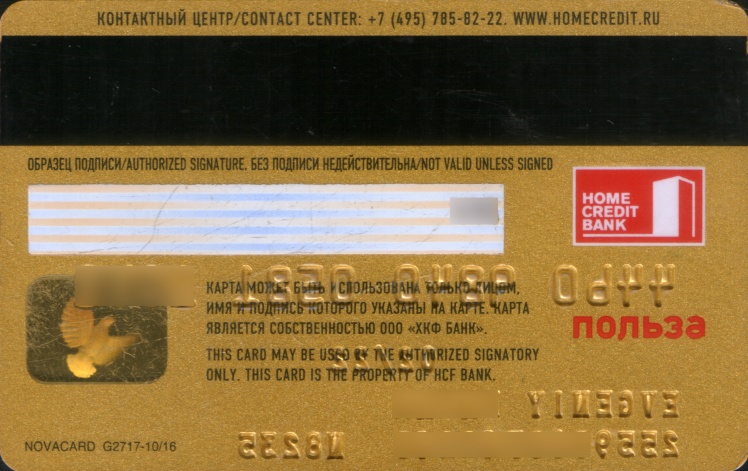 КОНТАКТНЫЙ ЦЕНТР/CONTACT CENTER: +7 (495) 785-82-22. WWW.HOMECREDIT.RU
ОБРАЗЕЦ ПОДПИСИ/AUTHORIZED SIGNATURE. БЕЗ ПОДПИСИ НЕДЕЙСТВИТЕЛЬНА/NOT VALID UNLESS SIGNED
HOME
CREDIT
BANK
КАРТА МОЖЕТ БЫТЬ ИСПОЛЬЗОВАНА ТОЛЬКО ЛИЦОМ,
ИМЯ И ПОДПИСЬ КОТОРОГО УКАЗАНЫ НА КАРТЕ. КАРТА
ЯВЛЯЕТСЯ СОБСТВЕННОСТЬЮ ООО «ХКФ БАНК».
польза
THIS CARD MAY BE USED BY THE AUTHORIZED SIGNATORY
ONLY. THIS CARD IS THE PROPERTY OF HCF BANK.
EVGENIY
NOVACARD G2717-10/16